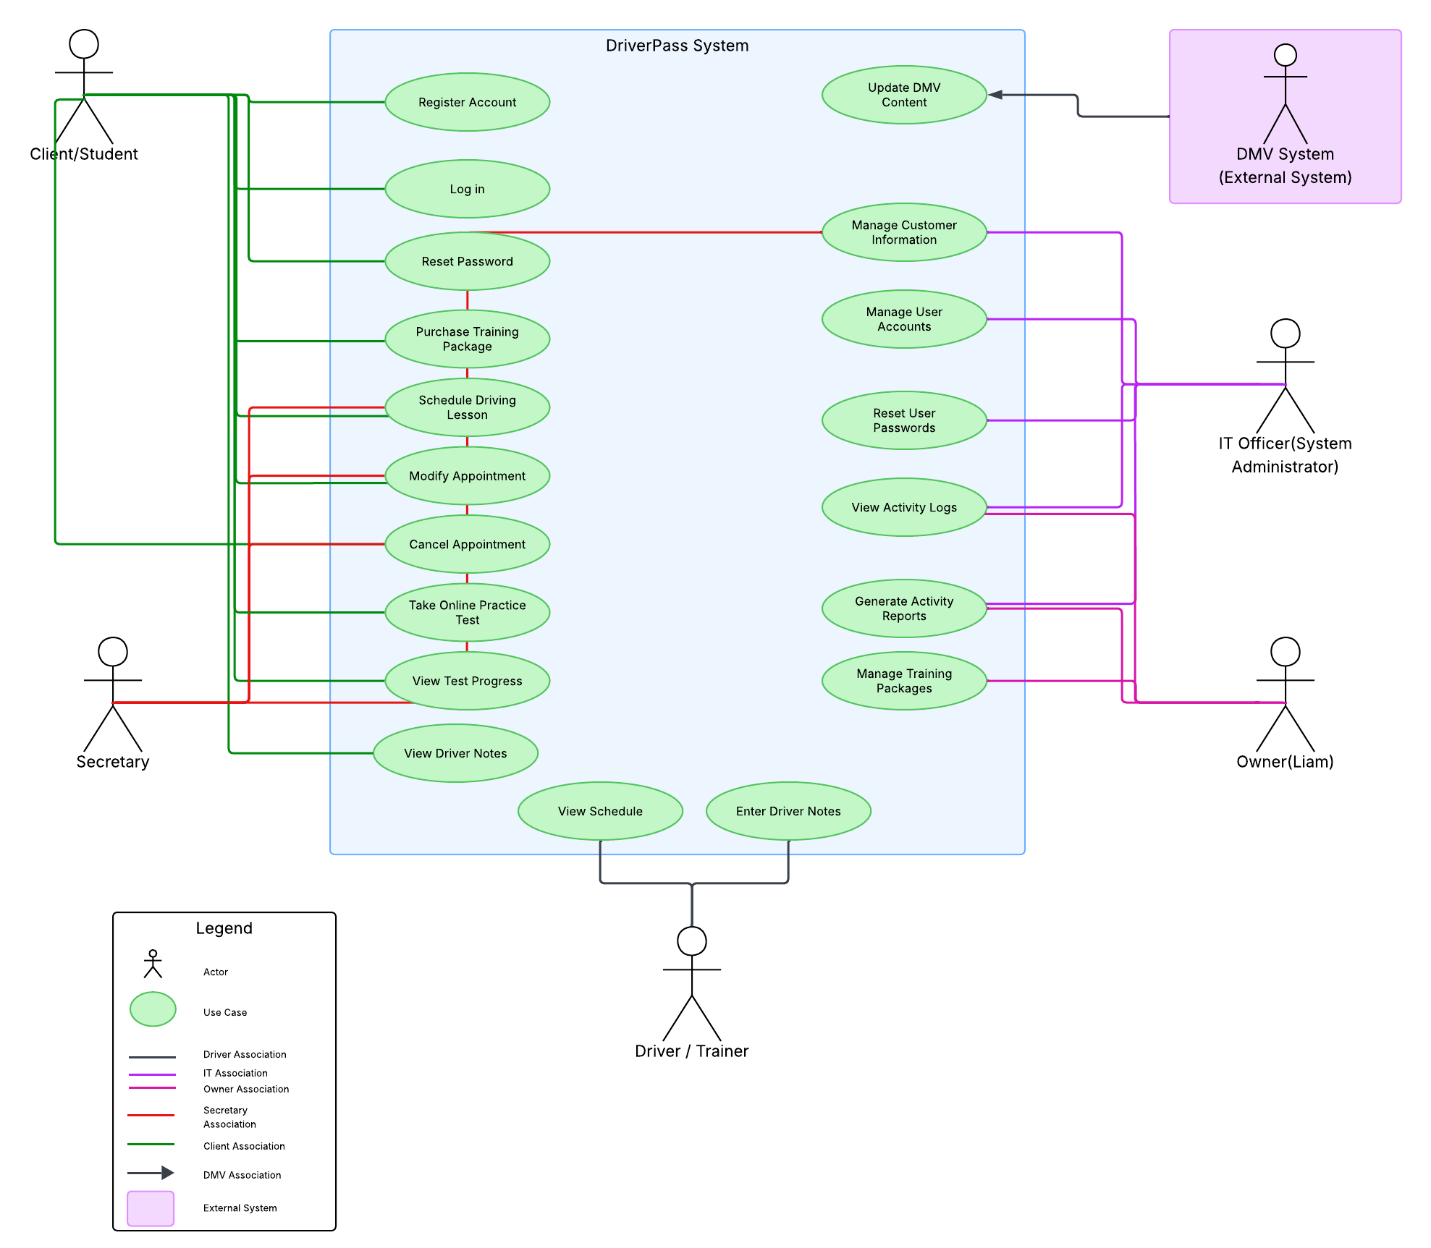 DriverPass System
Client/Student
Register Account
Log in
Reset Password
Purchase Training
Package
Schedule Driving
Lesson
Modify Appointment
Cancel Appointment
Take Online Practice
Test
View Test Progress
View Driver Notes
Secretary
Update DMV
Content
Manage Customer
Information
Manage User
Accounts
Reset User
Passwords
View Activity Logs
Generate Activity
Reports
Manage Training
Packages
DMV System
(External System)
IT Officer(System
Administrator)
Owner(Liam)
View Schedule
Enter Driver Notes
Driver / Trainer
Legend
Actor
Use Case
Driver Association
IT Association
Owner Association
Secretary
Association
Client Association
DMV Association
External System